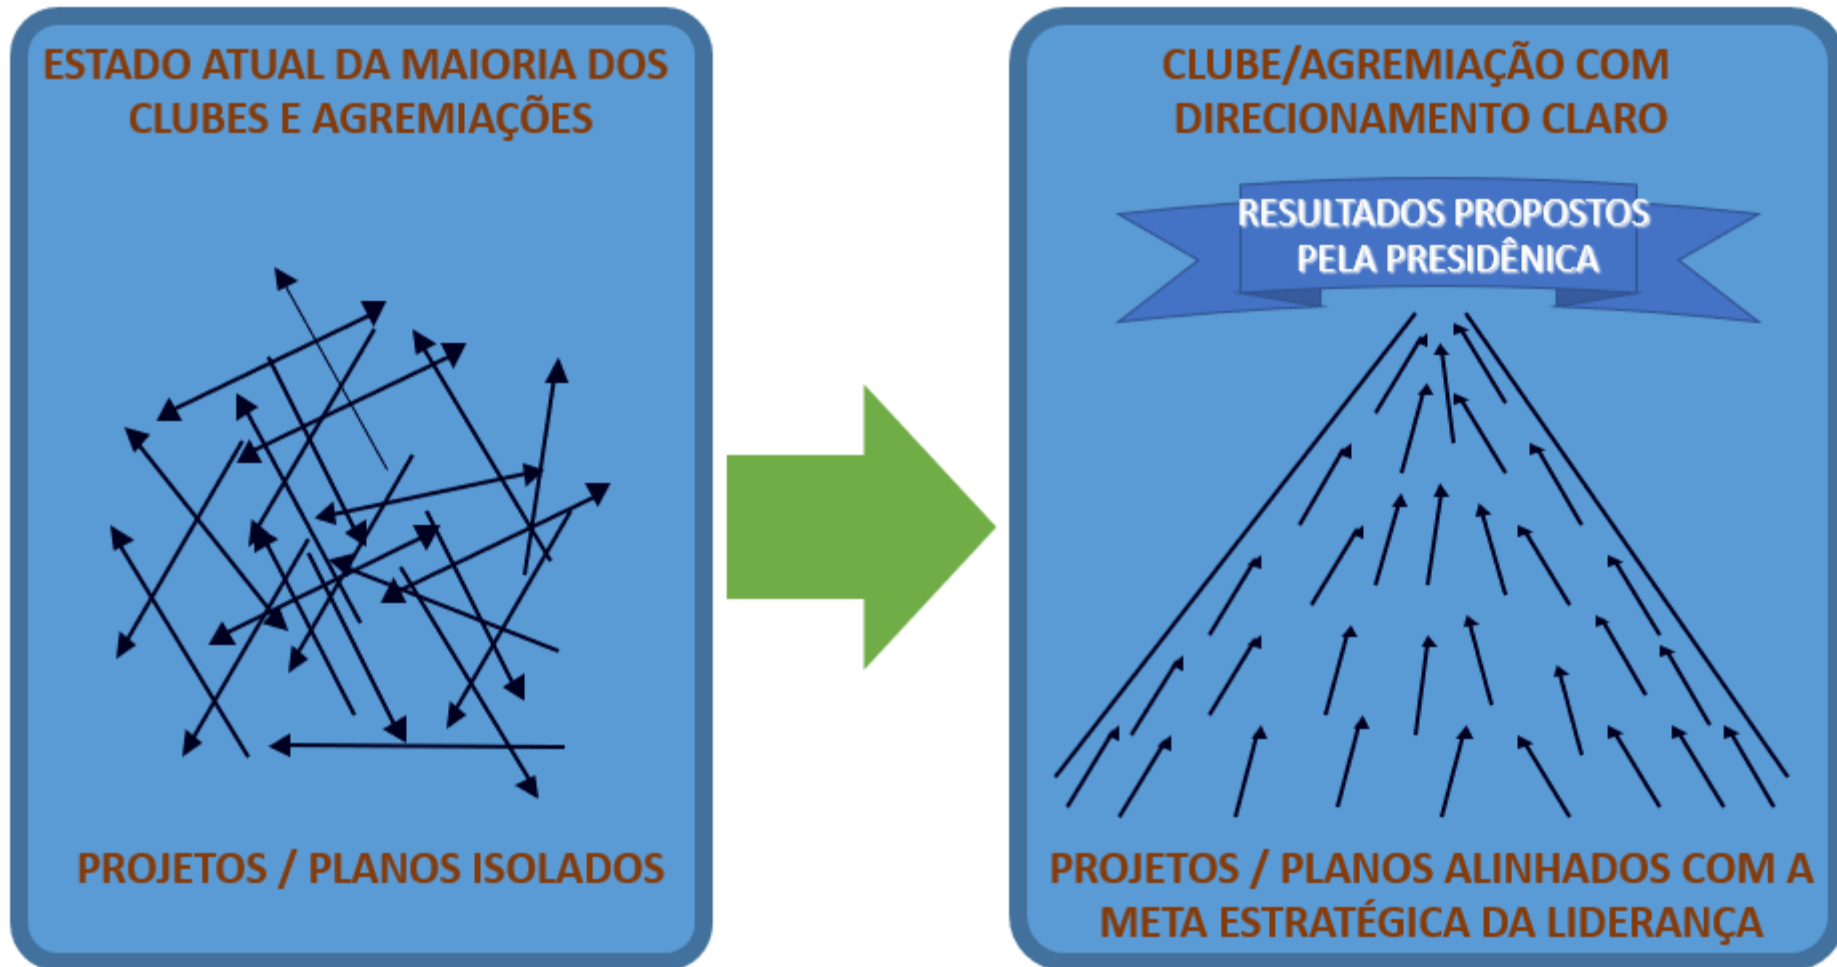 ESTADO ATUAL DA MAIORIA DOS
CLUBES E AGREMIAÇÕES
PROJETOS / PLANOS ISOLADOS
CLUBE/AGREMIAÇÃO COM
DIRECIONAMENTO CLARO
RESULTADOS PROPOSTOS
PELA PRESIDÊNICA
PROJETOS / PLANOS ALINHADOS COM A
META ESTRATÉGICA DA LIDERANÇA